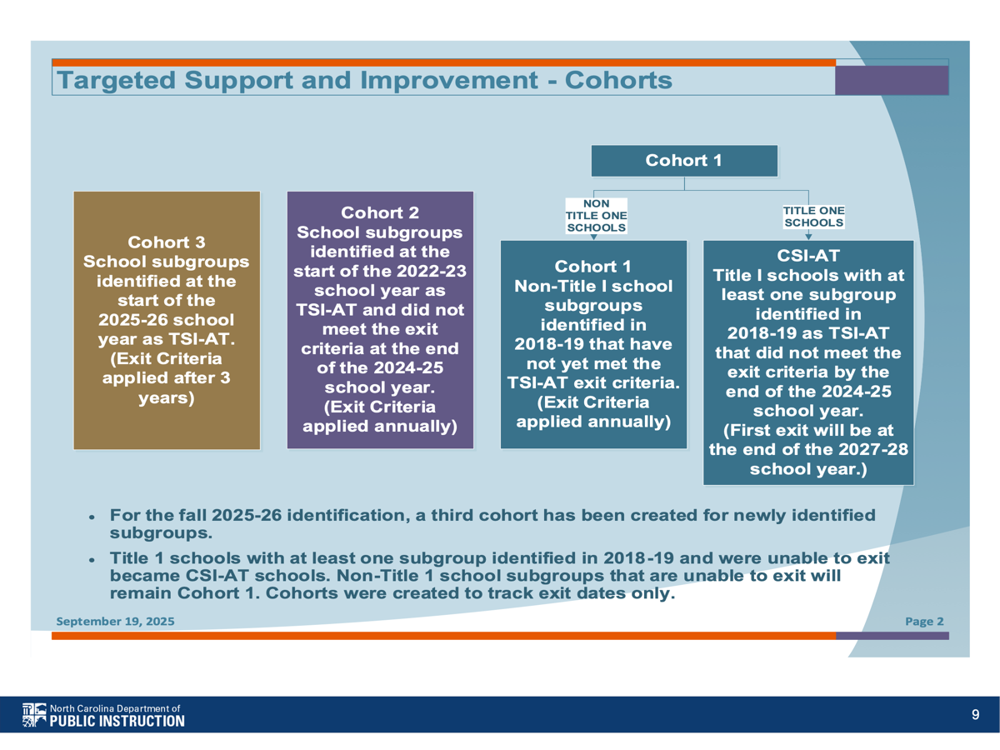 Targeted Support and Improvement - Cohorts
Cohort 1
NON
TITLE ONE
SCHOOLS
TITLE ONE
SCHOOLS
Cohort 3
School subgroups
identified at the
start of the
2025-26 school
year as TSI-AT.
(Exit Criteria
applied after 3
years)
Cohort 2
School subgroups
identified at the
start of the 2022-23
school year as
TSI-AT and did not
meet the exit
criteria at the end
of the 2024-25
school year.
(Exit Criteria
applied annually)
Cohort 1
Non-Title I school
subgroups
identified in
2018-19 that have
not yet met the
TSI-AT exit criteria.
(Exit Criteria
applied annually)
CSI-AT
Title I schools with at
least one subgroup
identified in
2018-19 as TSI-AT
that did not meet the
exit criteria by the
end of the 2024-25
school year.
(First exit will be at
the end of the 2027-28
school year.)
• For the fall 2025-26 identification, a third cohort has been created for newly identified
subgroups.
• Title 1 schools with at least one subgroup identified in 2018-19 and were unable to exit
became CSI-AT schools. Non-Title 1 school subgroups that are unable to exit will
remain Cohort 1. Cohorts were created to track exit dates only.
September 19, 2025
Page 2
North Carolina Department of
PUBLIC INSTRUCTION
9